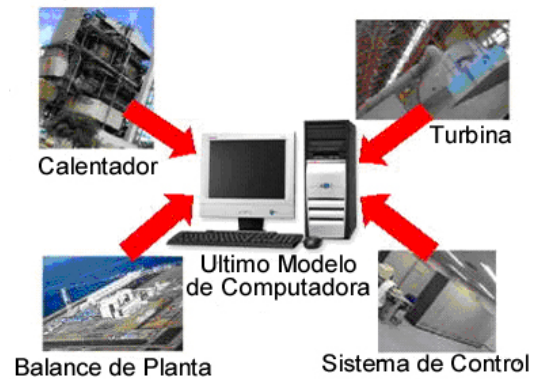 Calentador
Turbina
Ultimo Modelo
de Computadora
Balance de Planta
Sistema de Control